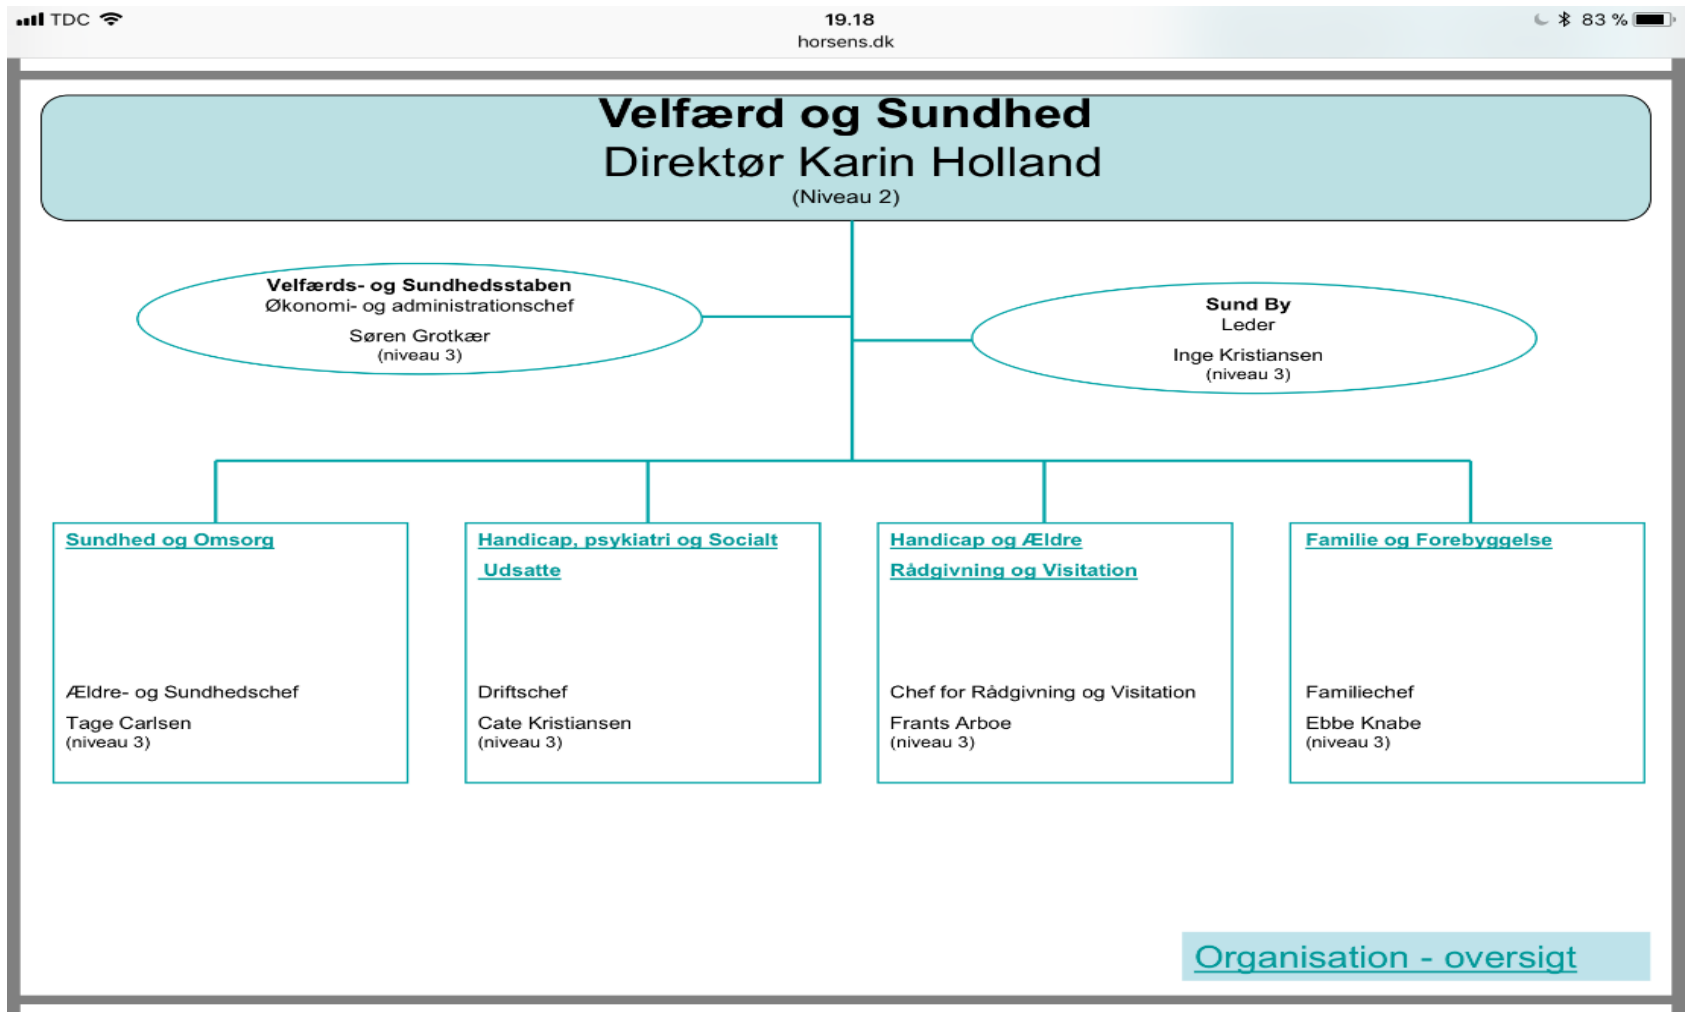 TDC
19.18
83 %
horsens.dk
Velfærd og Sundhed
Direktør Karin Holland
(Niveau 2)
Velfærds- og Sundhedsstaben
Økonomi- og administrationschef
Søren Grotkær
(niveau 3)
Sund By
Leder
Inge Kristiansen
(niveau 3)
Sundhed og Omsorg
Ældre- og Sundhedschef
Tage Carlsen
(niveau 3)
Handicap, psykiatri og Socialt
Udsatte
Driftschef
Cate Kristiansen
(niveau 3)
Handicap og Ældre
Rådgivning og Visitation
Chef for Rådgivning og Visitation
Frants Arboe
(niveau 3)
Familie og Forebyggelse
Familiechef
Ebbe Knabe
(niveau 3)
Organisation - oversigt